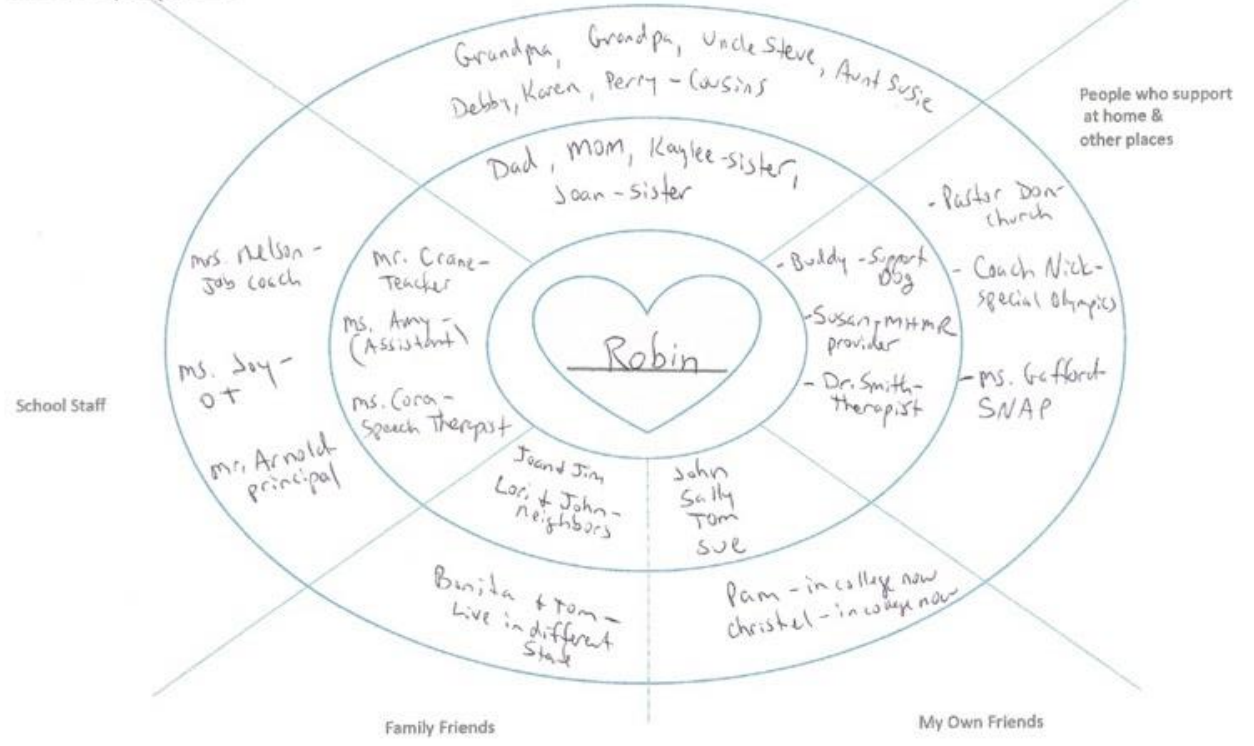 Grandma, Grandpa, Uncle Steve, Aunt Susie
Debby, Karen, Perry - Cousins
People who support
at home &
other places
Dad, Mom, Kaylee-sister,
Joan-sister
- Pastor Don-
church
- Coach Nick-
special olympics
- Ms. Gafford-
SNAP
- Buddy - Support
Dog
- Susan-MHMR
provider
- Dr. Smith-
therapist
Robin
Mr. Crane-
Teacher
Ms. Amy-
(Assistant)
Ms. Cora-
Speech Therapist
Mrs. Nelson-
Job coach
Ms. Joy-
OT
Mr. Arnold
principal
School Staff
Jim
Lori & John-
neighbors
John
Sally
Tom
Sue
& Tom-
Live in different
State
Pam - in college now
Christel - in college now
Family Friends
My Own Friends